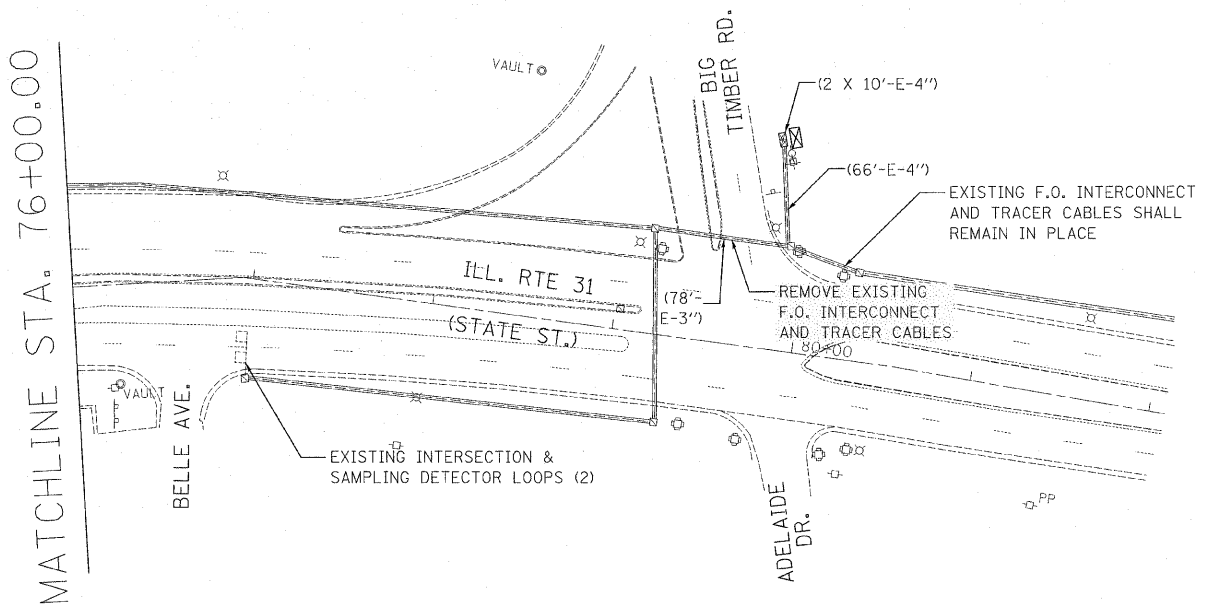 MATCHLINE STA. 76+00.00
VAULT
BIG
TIMBER RD.
(2 X 10'-E-4")
(66'-E-4")
EXISTING F.O. INTERCONNECT
AND TRACER CABLES SHALL
REMAIN IN PLACE
ILL. RTE 31
(STATE ST.)
(78'-
E-3")
REMOVE EXISTING
F.O. INTERCONNECT
AND TRACER CABLES
80+00
VAULT
BELLE AVE.
EXISTING INTERSECTION &
SAMPLING DETECTOR LOOPS (2)
ADELAIDE
DR.
PP